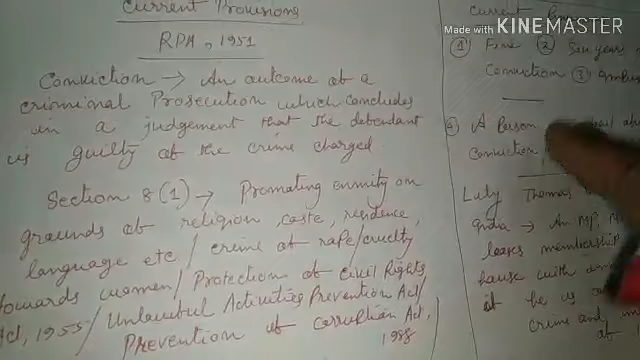 Current Provisions
RPA, 1951
Conviction → An outcome of a
criminal Prosecution which concludes
in a judgement that the defendant
is guilty of the crime charged
Section 8(1) → Promoting enmity on
grounds of religion, caste, residence,
language etc / crime of rape/cruelty
towards women / Protection of Civil Rights
Act, 1955 / Unlawful Activities Prevention Act /
Prevention of Corruption Act,
1988
Current
Made with KINEMASTER
① Fine ② Six years
Conviction ③
④ A Person
Conviction
Lily Thomas
India → An MP,
loses membership
house with
it he is
crime and
of